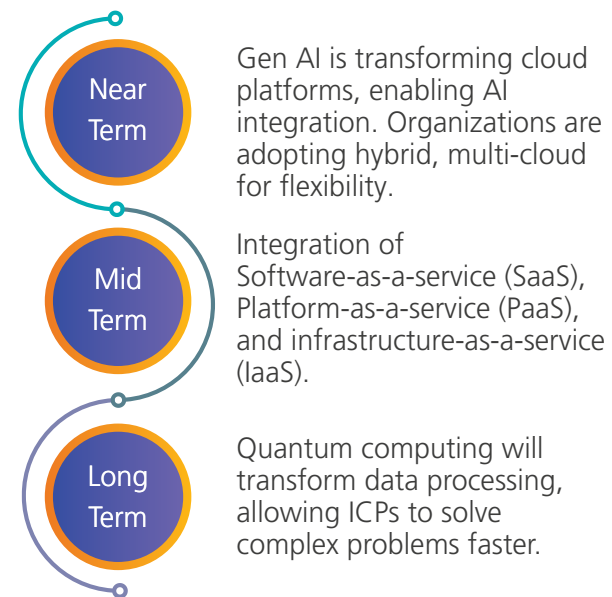 Near
Term
Gen AI is transforming cloud
platforms, enabling AI
integration. Organizations are
adopting hybrid, multi-cloud
for flexibility.
Mid
Term
Integration of
Software-as-a-service (SaaS),
Platform-as-a-service (PaaS),
and infrastructure-as-a-service
(IaaS).
Long
Term
Quantum computing will
transform data processing,
allowing ICPs to solve
complex problems faster.